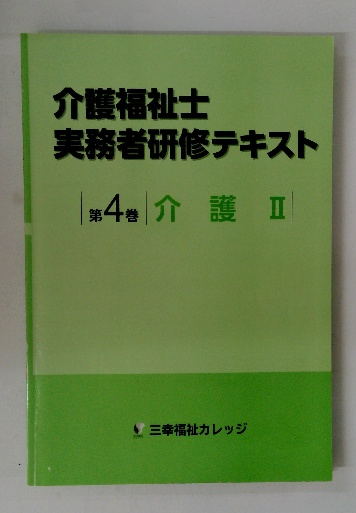 介護福祉士
実務者研修テキスト
第4巻 介護 Ⅱ
三幸福祉カレッジ